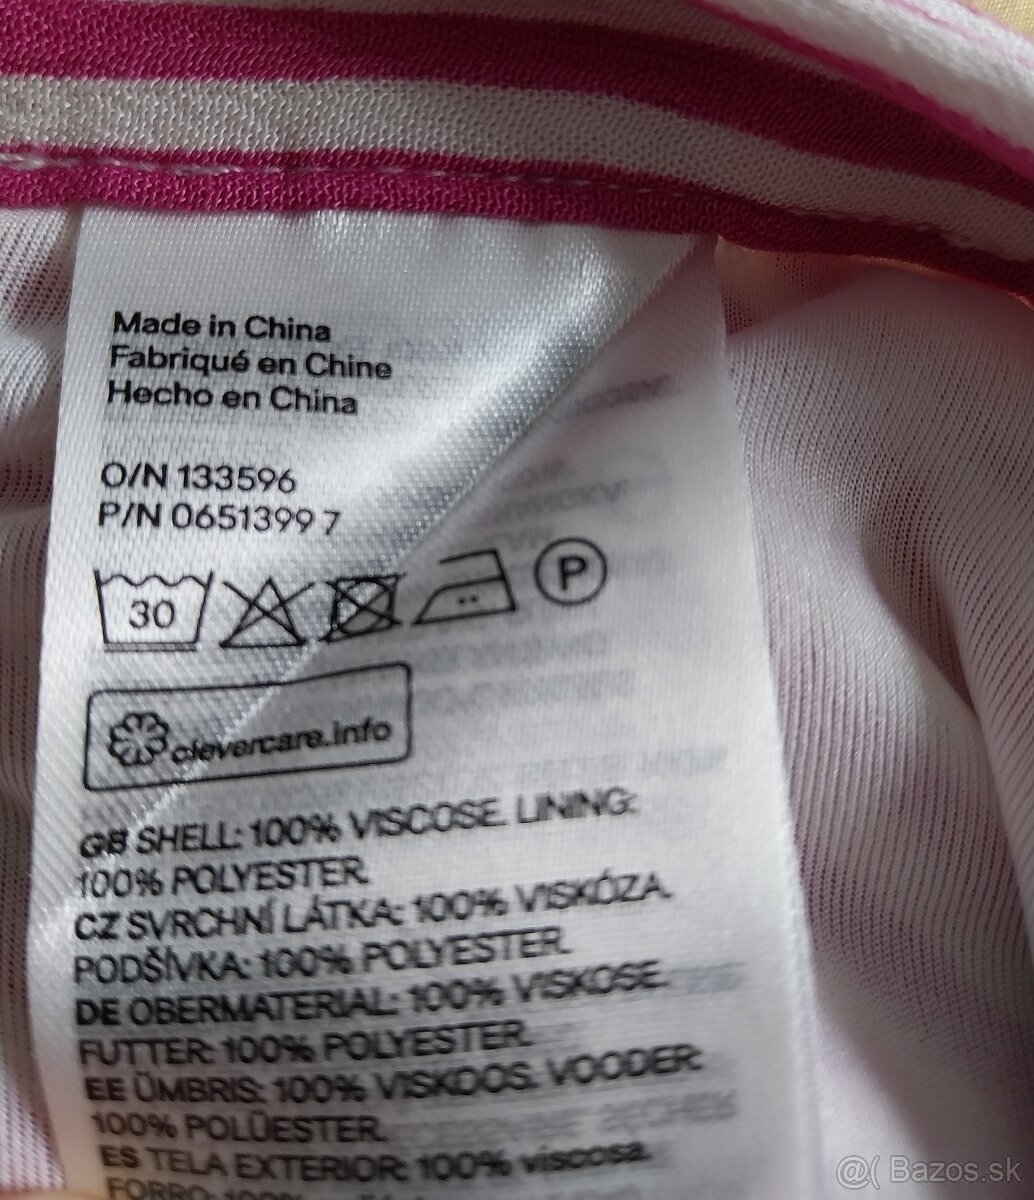 Made in China
Fabriqué en Chine
Hecho en China
O/N 133596
P/N 0651399 7
30
P
clevercare.info
GB SHELL: 100% VISCOSE. LINING:
100% POLYESTER.
CZ SVRCHNÍ LÁTKA: 100% VISKÓZA.
PODŠÍVKA: 100% POLYESTER.
DE OBERMATERIAL: 100% VISKOSE.
FUTTER: 100% POLYESTER.
EE ÜMBRIS: 100% VISKOOS. VOODER:
100% POLÜESTER.
ES TELA EXTERIOR: 100% viscosa.
FORRO: 100%
@( Bazos.sk